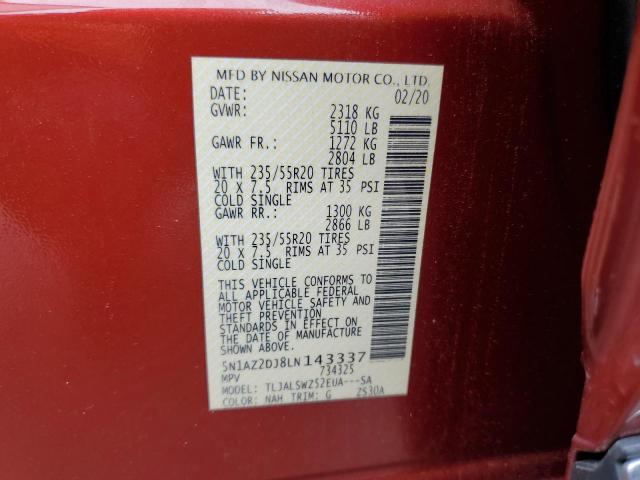 MFD BY NISSAN MOTOR CO., LTD.
DATE: 02/20
GVWR: 2318 KG
5110 LB
GAWR FR.: 1272 KG
2804 LB
WITH 235/55R20 TIRES
20 X 7.5 RIMS AT 35 PSI
COLD SINGLE
GAWR RR.: 1300 KG
2866 LB
WITH 235/55R20 TIRES
20 X 7.5 RIMS AT 35 PSI
COLD SINGLE
THIS VEHICLE CONFORMS TO
ALL APPLICABLE FEDERAL
MOTOR VEHICLE SAFETY AND
THEFT PREVENTION
STANDARDS IN EFFECT ON
THE DATE OF MANUFACTURE
SHOWN ABOVE.
5N1AZ2DJ8LN143337
MPV 734325
MODEL: TLJALSWZ52EUA---SA
COLOR: NAH TRIM: G ZS30A